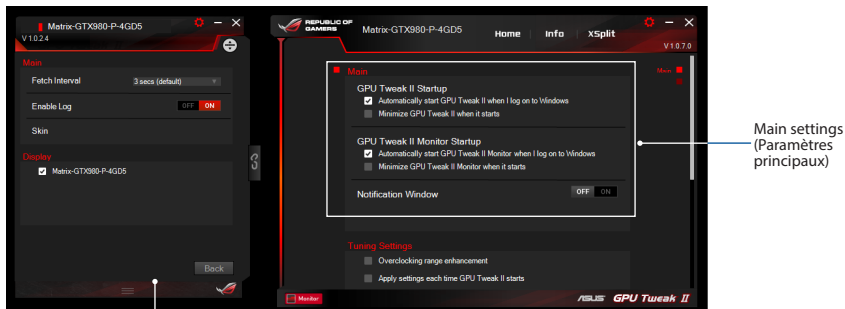 Matrix-GTX980-P-4GD5
V 1.0.2.4
Main
Fetch Interval 3 secs (default)
Enable Log OFF ON
Skin
Display
Matrix-GTX980-P-4GD5
Back
REPUBLIC OF
GAMERS
Matrix-GTX980-P-4GD5 Home Info XSplit
V 1.0.7.0
Main
Main
GPU Tweak II Startup
Automatically start GPU Tweak II when I log on to Windows
Minimize GPU Tweak II when it starts
GPU Tweak II Monitor Startup
Automatically start GPU Tweak II Monitor when I log on to Windows
Minimize GPU Tweak II Monitor when it starts
Notification Window OFF ON
Tuning Settings
Overclocking range enhancement
Apply settings each time GPU Tweak II starts
Monitor
ASUS GPU Tweak II
Main settings
(Paramètres
principaux)